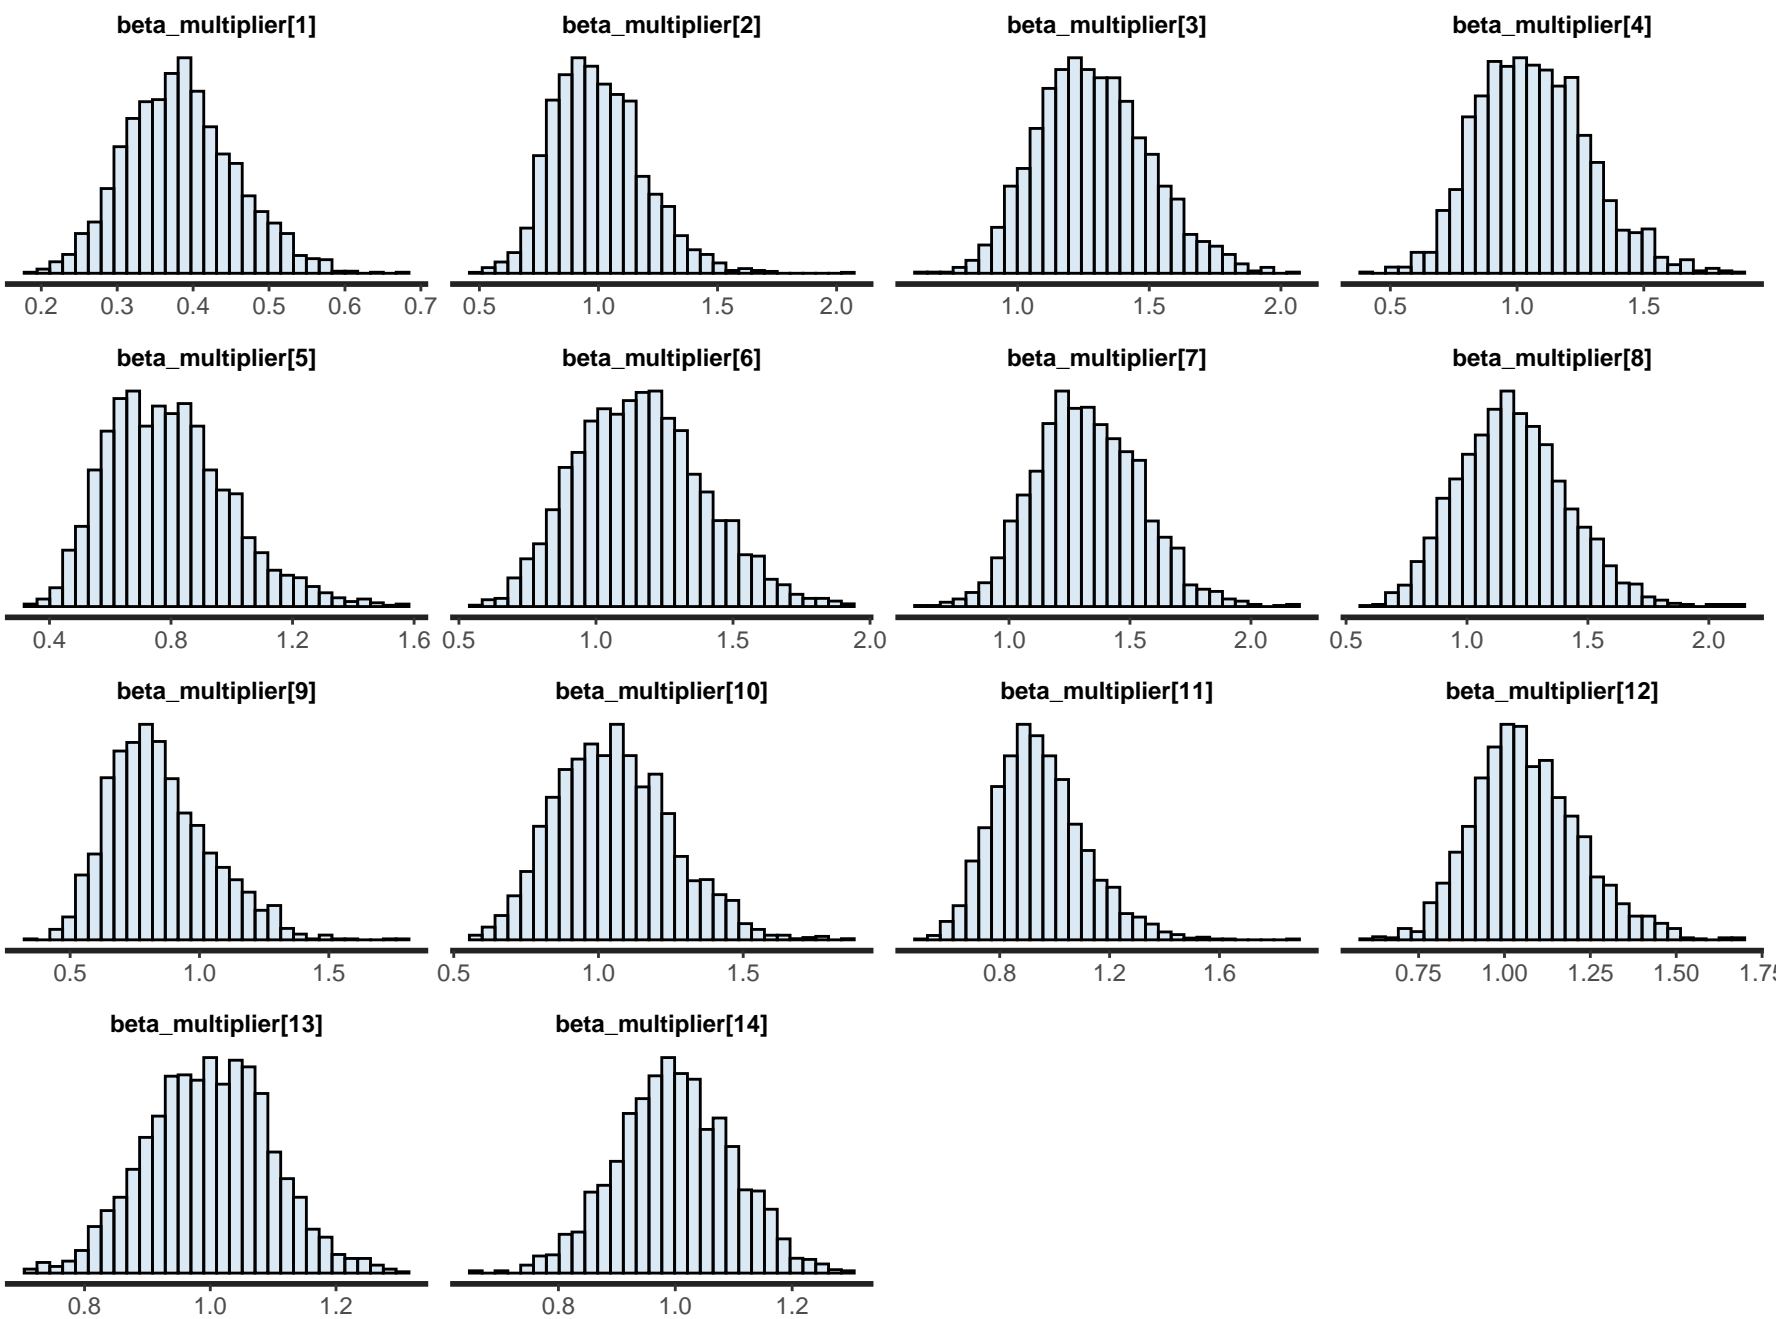 beta_multiplier[1] beta_multiplier[2] beta_multiplier[3] beta_multiplier[4]
0.2 0.3 0.4 0.5 0.6 0.7 0.5 1.0 1.5 2.0 1.0 1.5 2.0 0.5 1.0 1.5
beta_multiplier[5] beta_multiplier[6] beta_multiplier[7] beta_multiplier[8]
0.4 0.8 1.2 1.6 0.5 1.0 1.5 2.0 1.0 1.5 2.0 0.5 1.0 1.5 2.0
beta_multiplier[9] beta_multiplier[10] beta_multiplier[11] beta_multiplier[12]
0.5 1.0 1.5 0.5 1.0 1.5 0.8 1.2 1.6 0.75 1.00 1.25 1.50 1.75
beta_multiplier[13] beta_multiplier[14]
0.8 1.0 1.2 0.8 1.0 1.2